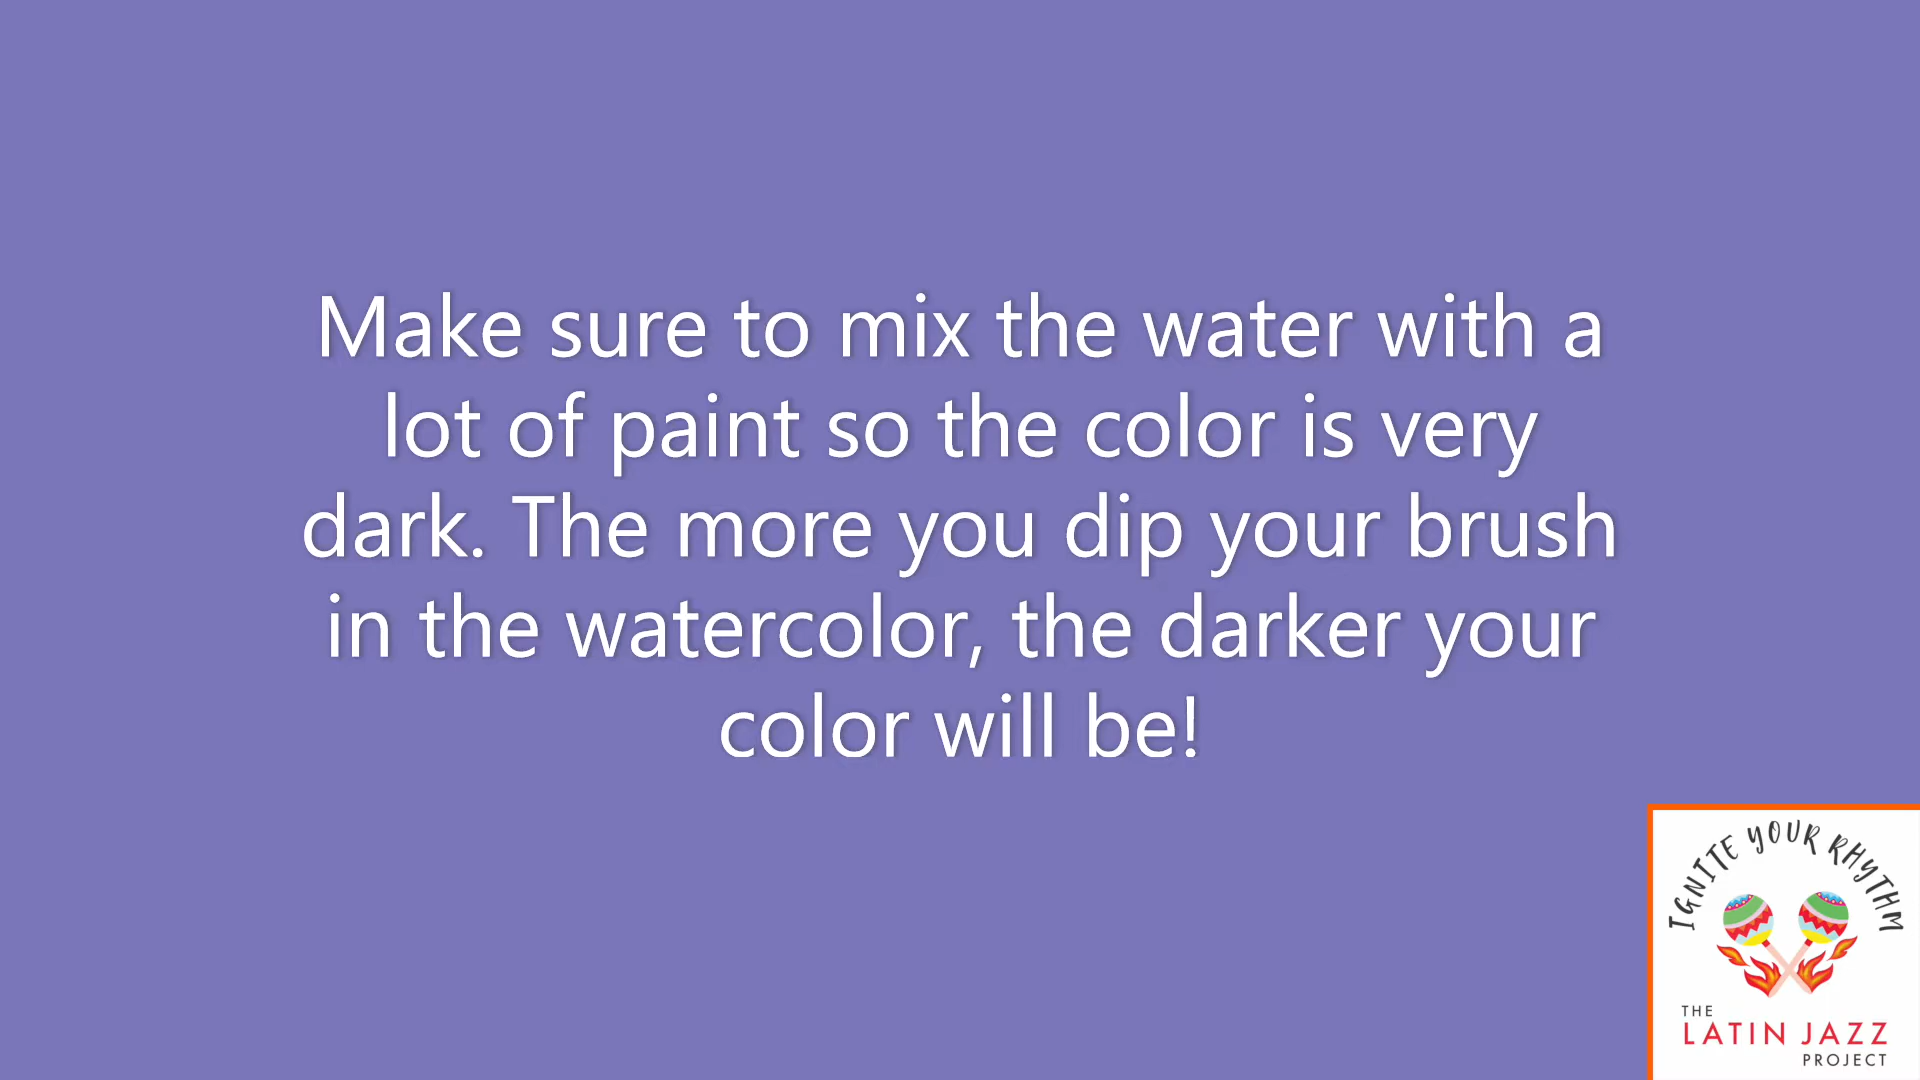 Make sure to mix the water with a
lot of paint so the color is very
dark. The more you dip your brush
in the watercolor, the darker your
color will be!
IGNITE YOUR RHYTHM
THE
LATIN JAZZ
PROJECT